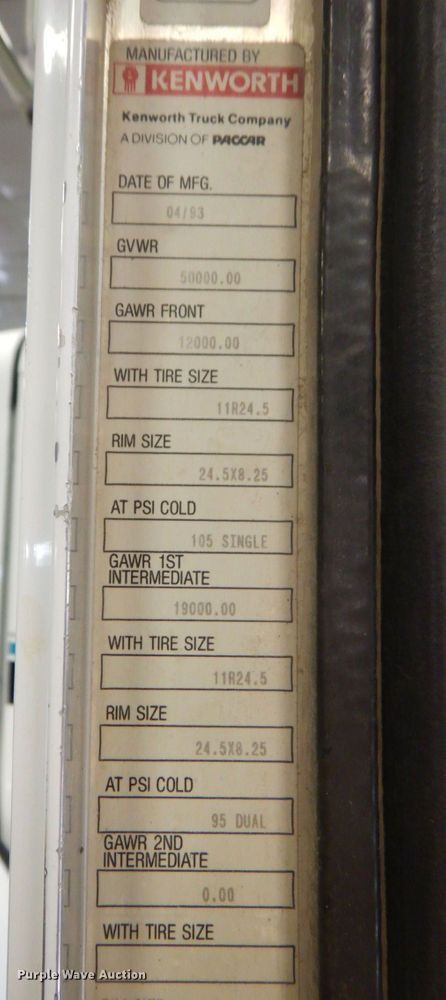 MANUFACTURED BY
KENWORTH
Kenworth Truck Company
A DIVISION OF PACCAR
DATE OF MFG.
04/93
GVWR
50000.00
GAWR FRONT
12000.00
WITH TIRE SIZE
11R24.5
RIM SIZE
24.5X8.25
AT PSI COLD
105 SINGLE
GAWR 1ST
INTERMEDIATE
19000.00
WITH TIRE SIZE
11R24.5
RIM SIZE
24.5X8.25
AT PSI COLD
95 DUAL
GAWR 2ND
INTERMEDIATE
0.00
WITH TIRE SIZE
Purple Wave Auction